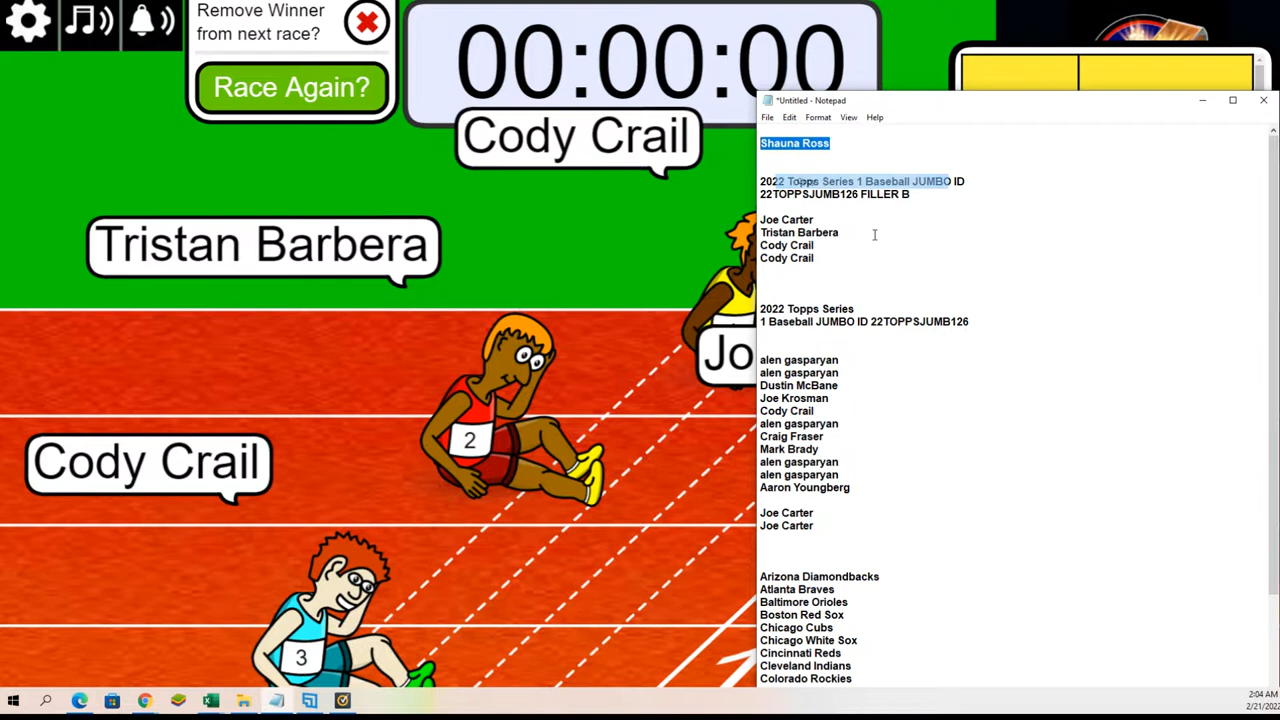 Remove Winner
from next race?
Race Again?
00:00:00
Cody Crail
Tristan Barbera
Cody Crail
2
3
*Untitled - Notepad
File Edit Format View Help
Shauna Ross
2022 Topps Series 1 Baseball JUMBO ID
22TOPPSJUMB126 FILLER B
Joe Carter
Tristan Barbera
Cody Crail
Cody Crail
2022 Topps Series
1 Baseball JUMBO ID 22TOPPSJUMB126
alen gasparyan
alen gasparyan
Dustin McBane
Joe Krosman
Cody Crail
alen gasparyan
Craig Fraser
Mark Brady
alen gasparyan
alen gasparyan
Aaron Youngberg
Joe Carter
Joe Carter
Arizona Diamondbacks
Atlanta Braves
Baltimore Orioles
Boston Red Sox
Chicago Cubs
Chicago White Sox
Cincinnati Reds
Cleveland Indians
Colorado Rockies
2:04 AM